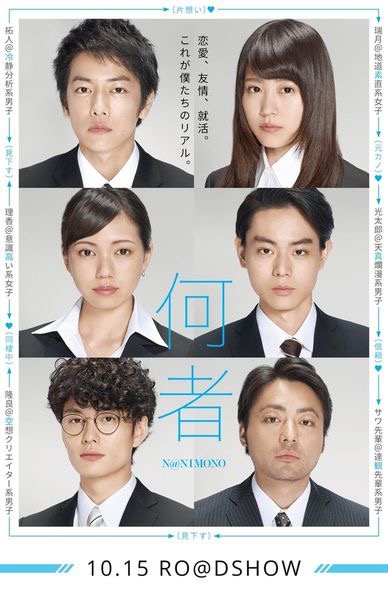 （片想い）♥
拓人@冷静分析系男子
瑞月@地道素直系女子
恋愛、友情、就活。
これが僕たちのリアル。
（見下す）
（元カノ）♥
理香@意識高い系女子
光太郎@天真爛漫系男子
♥（同棲中）
（信頼）♥
隆良@空想クリエイター系男子
サワ先輩@達観先輩系男子
何者
N@NIMONO
（見下す）
10.15 RO@DSHOW